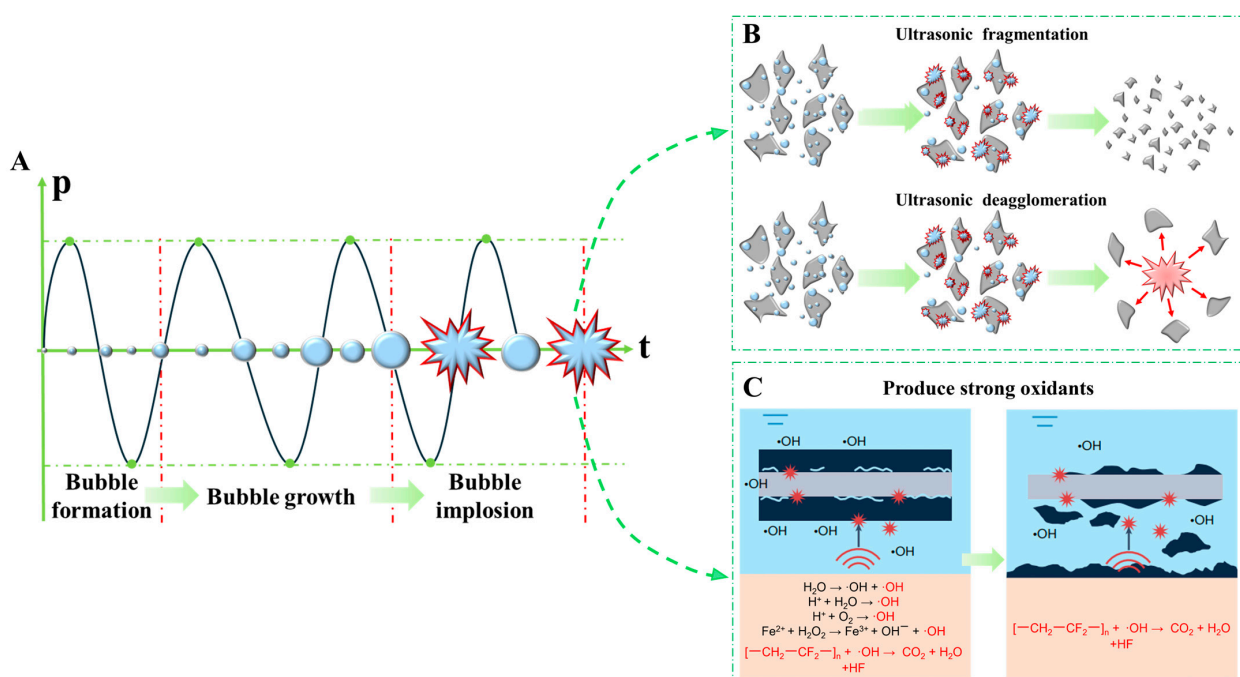 A
p
t
Bubble
formation
Bubble growth
Bubble
implosion
B
Ultrasonic fragmentation
Ultrasonic deagglomeration
C
Produce strong oxidants
•OH
•OH
•OH
•OH
•OH
•OH
H₂O → ·OH + ·OH
H⁺ + H₂O → ·OH
H⁺ + O₂ → ·OH
Fe²⁺ + H₂O₂ → Fe³⁺ + OH⁻ + ·OH
[—CH₂—CF₂—]ₙ + ·OH → CO₂ + H₂O
+HF
•OH
•OH
•OH
[—CH₂—CF₂—]ₙ + ·OH → CO₂ + H₂O
+HF